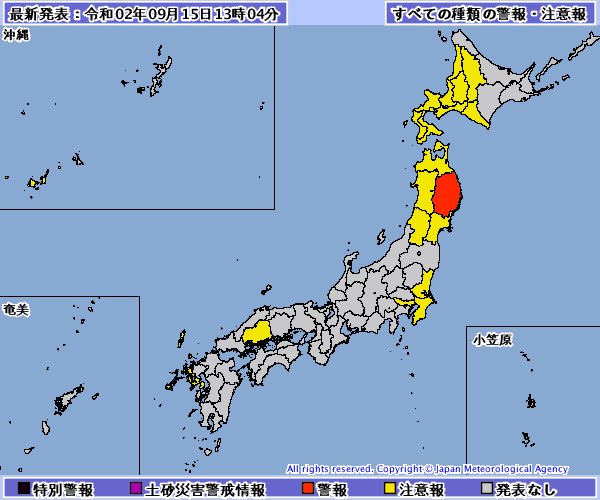 最新発表：令和02年09月15日13時04分
すべての種類の警報・注意報
沖縄
奄美
小笠原
All rights reserved. Copyright © Japan Meteorological Agency
特別警報 土砂災害警戒情報 警報 注意報 発表なし